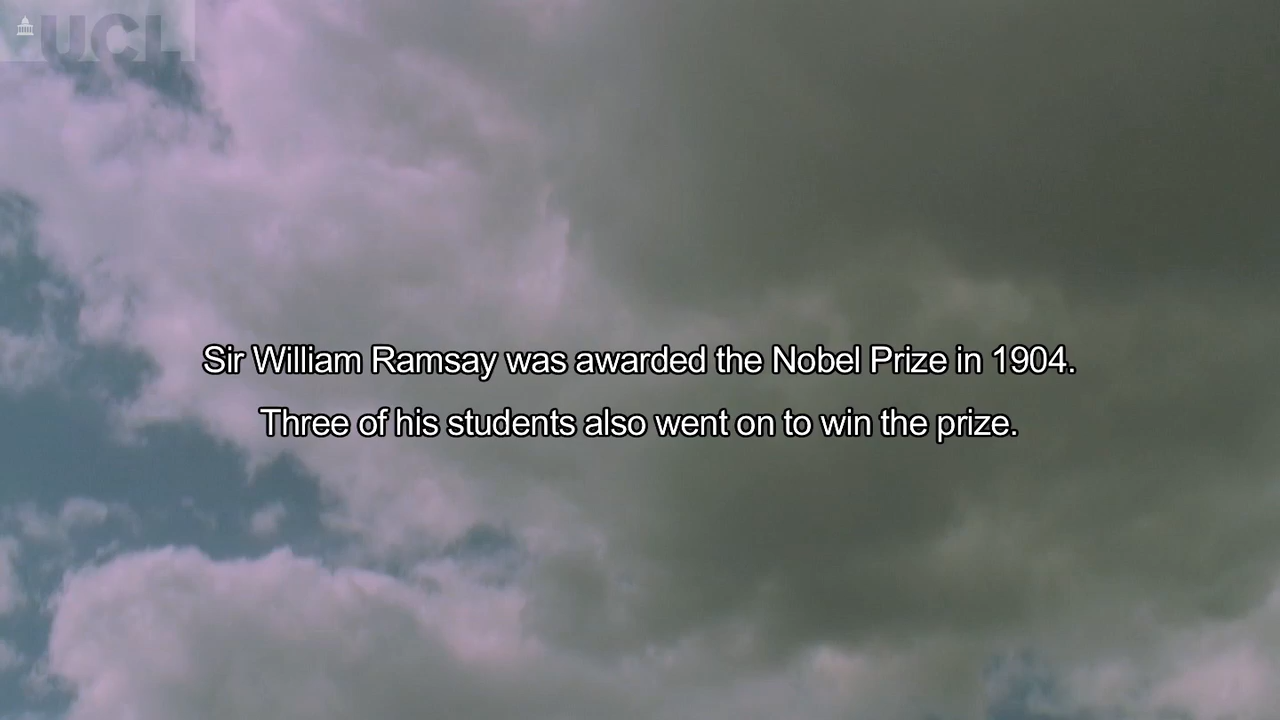 UCL
Sir William Ramsay was awarded the Nobel Prize in 1904.
Three of his students also went on to win the prize.